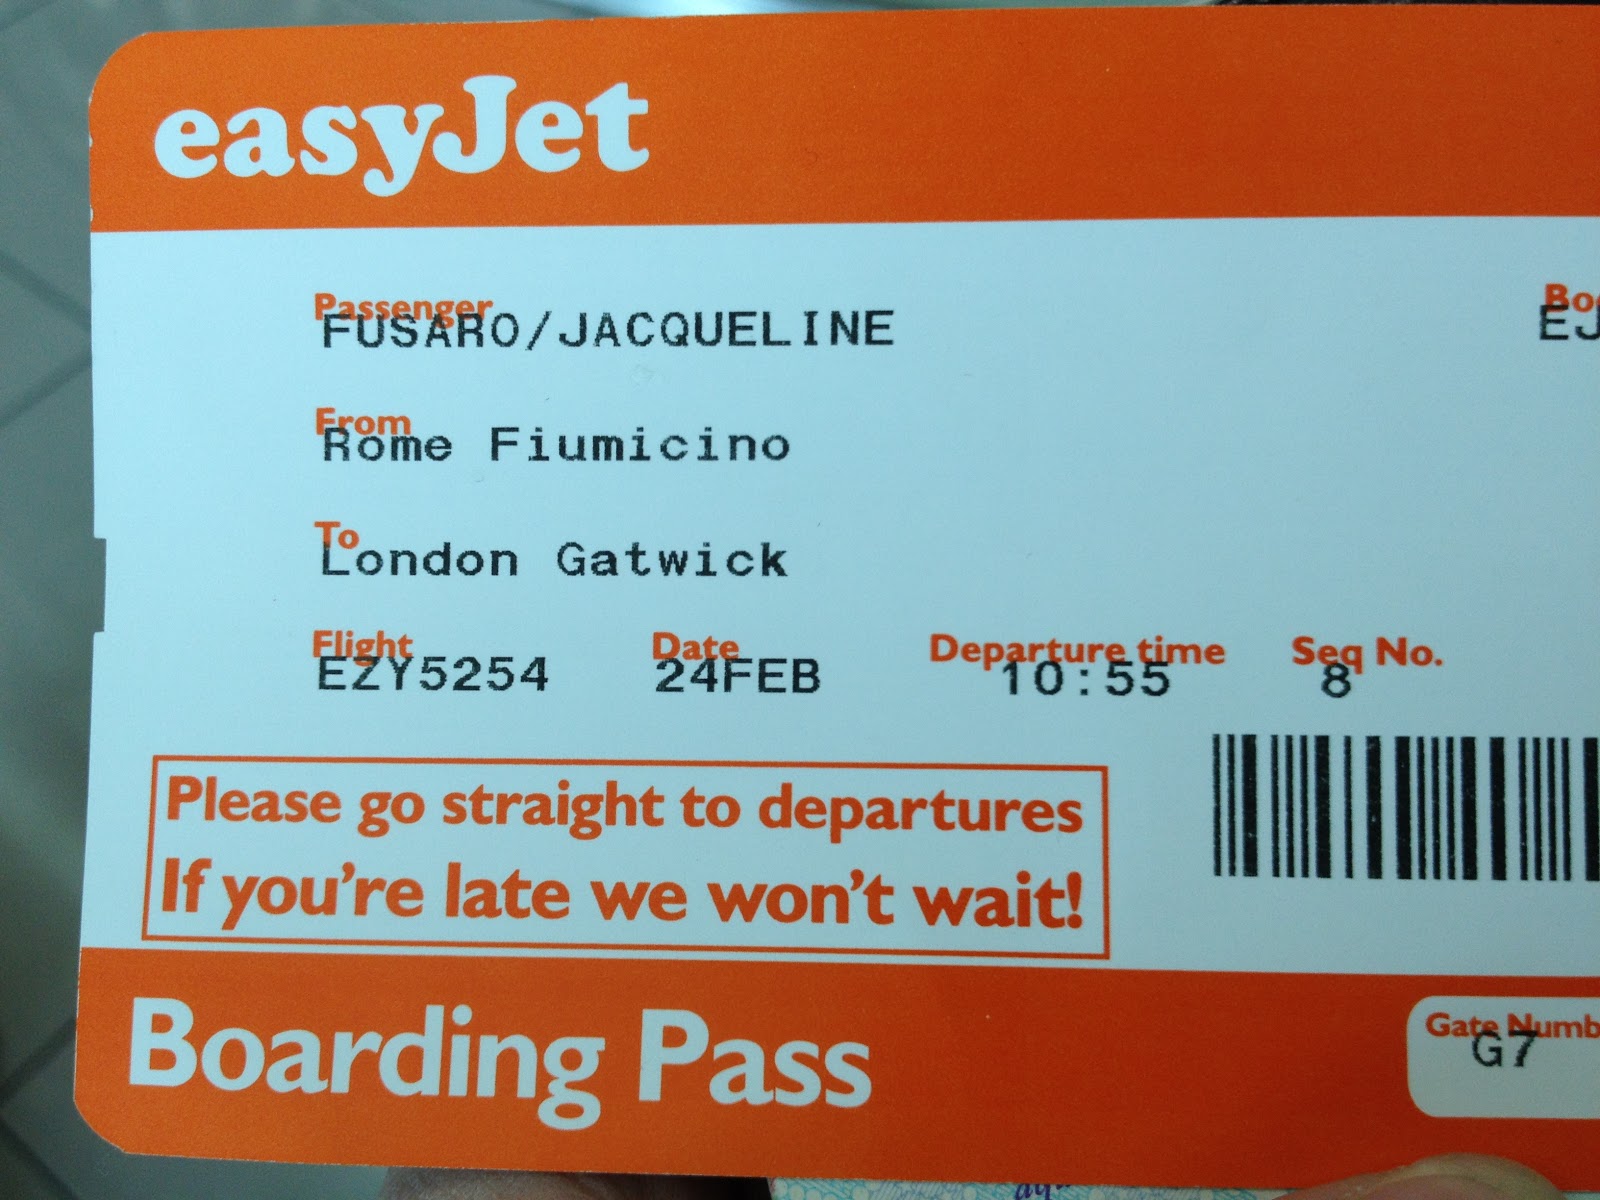 easyJet
Passenger
FUSARO/JACQUELINE
From
Rome Fiumicino
To
London Gatwick
Flight Date Departure time Seq No.
EZY5254 24FEB 10:55 8
Please go straight to departures
If you're late we won't wait!
Boarding Pass
G7